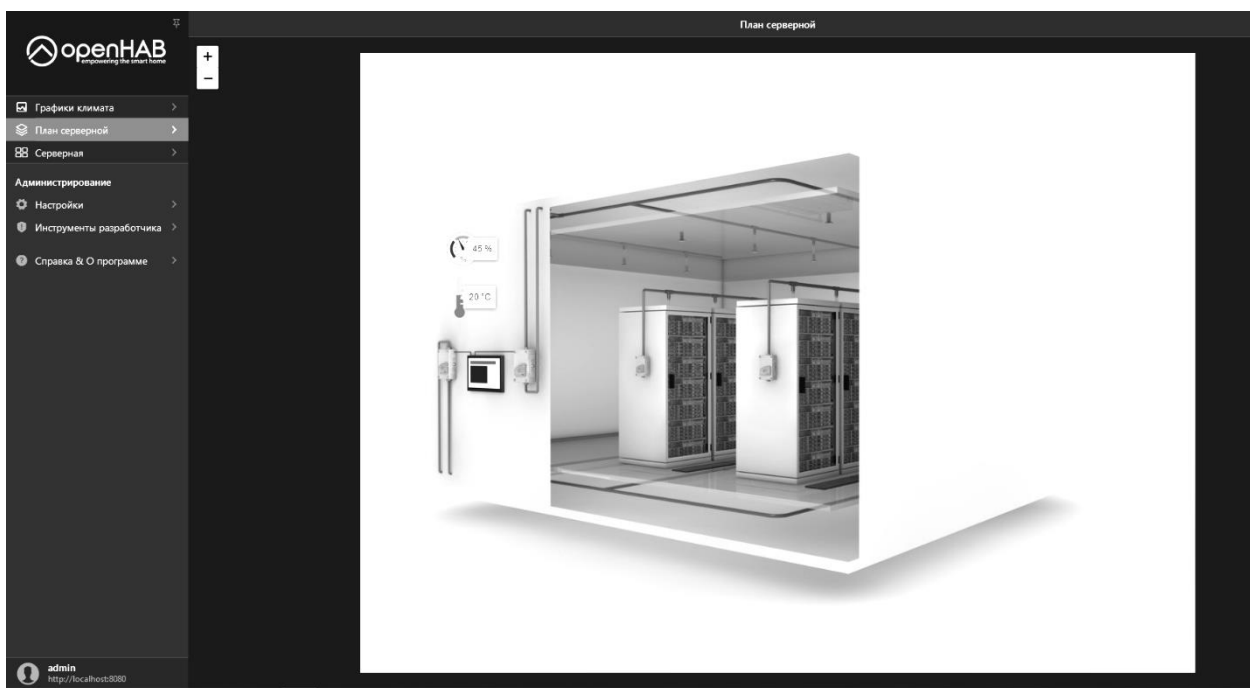 openHAB
empowering the smart home
Графики климата
План серверной
Серверная
Администрирование
Настройки
Инструменты разработчика
Справка & О программе
admin
http://localhost:8080
План серверной
+
−
45 %
20 °C